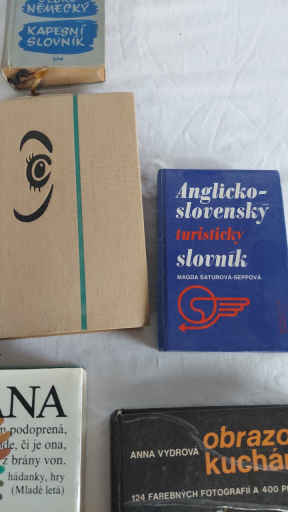 NĚMECKÝ
KAPESNÍ
SLOVNÍK
Anglicko-
slovenský
turistický
slovník
MAGDA ŠATUROVÁ-SEPPOVÁ
ANA
podoprená,
de, či je ona,
z brány von.
hádanky, hry
(Mladé letá)
ANNA VYDROVÁ
obrazo
kuchár
124 FAREBNÝCH FOTOGRAFIÍ A 400